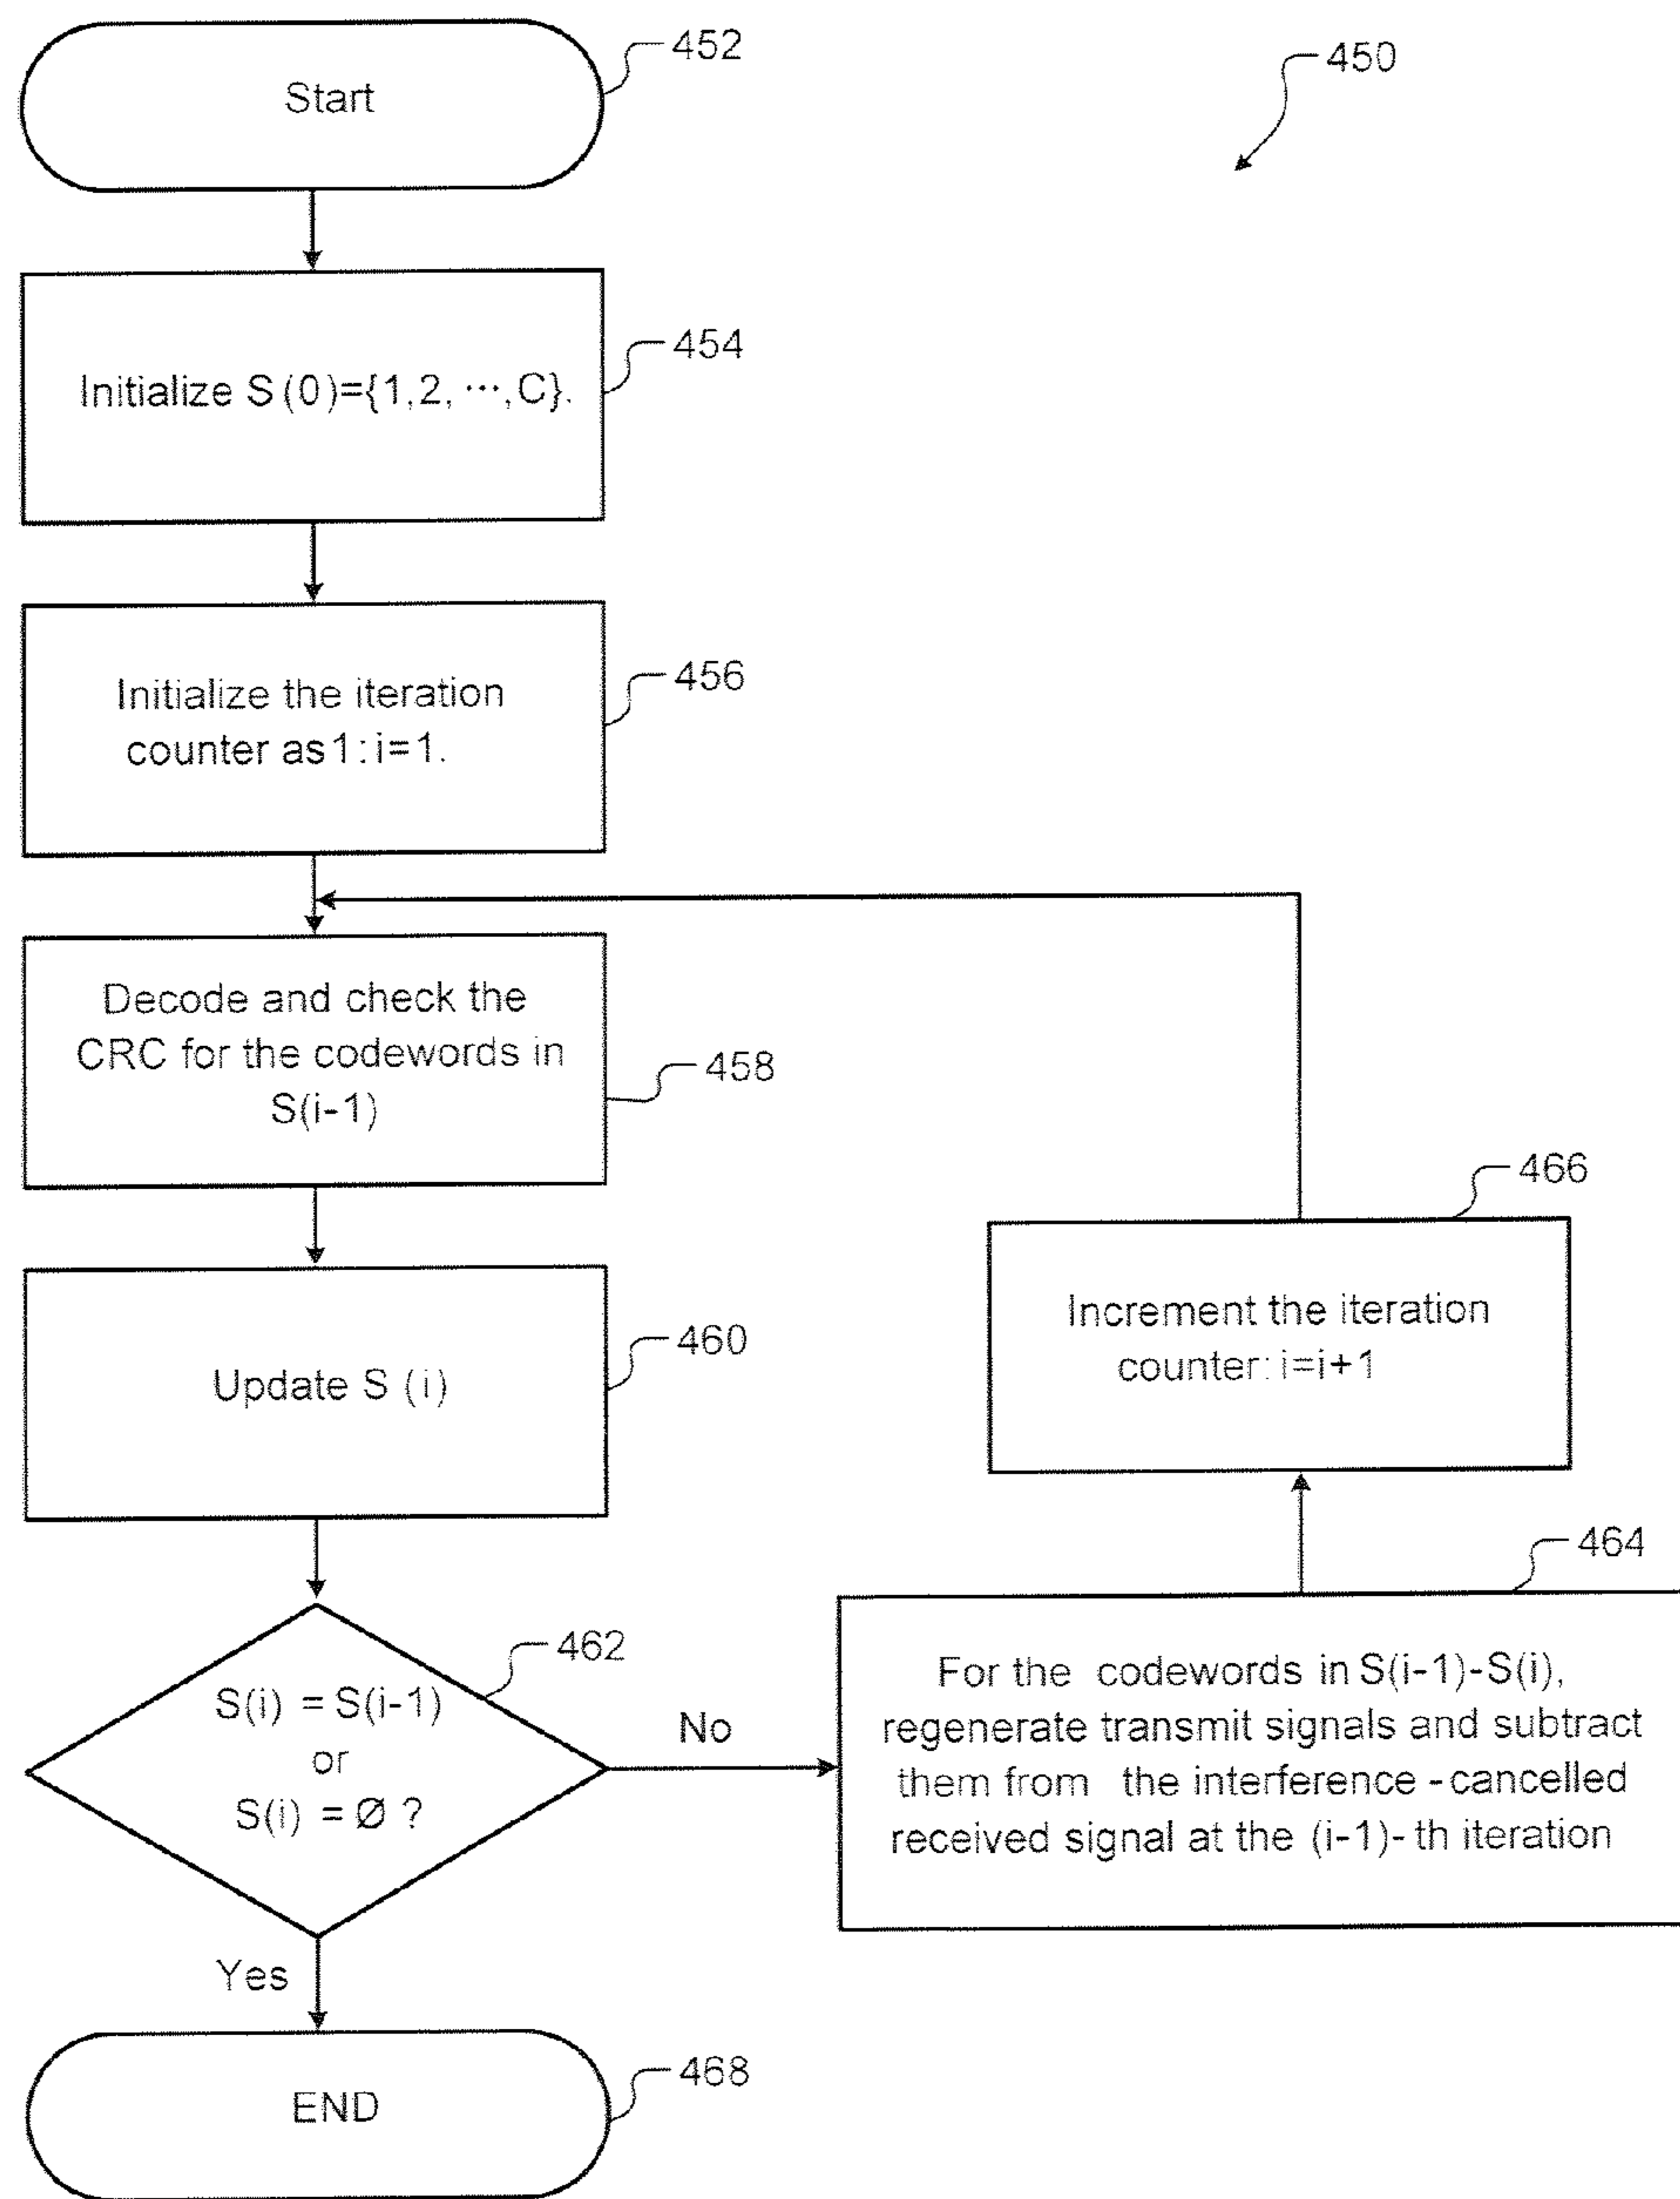 Start
452
450
Initialize S (0)={1,2, ···, C}.
454
Initialize the iteration
counter as 1: i=1.
456
Decode and check the
CRC for the codewords in
S(i-1)
458
Update S (i)
460
S(i) = S(i-1)
or
S(i) = Ø ?
462
No
Yes
For the codewords in S(i-1)-S(i),
regenerate transmit signals and subtract
them from the interference -cancelled
received signal at the (i-1)- th iteration
464
Increment the iteration
counter: i=i+1
466
END
468